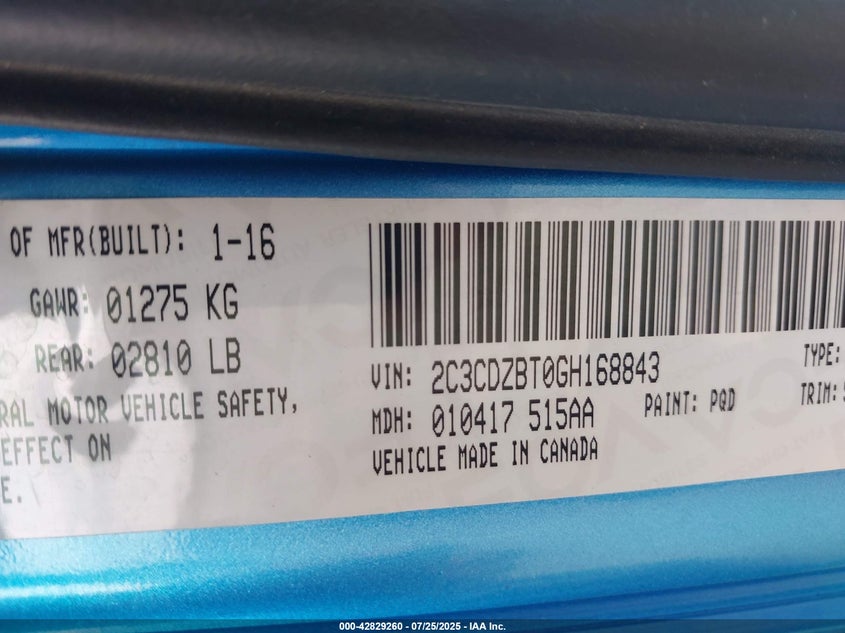 OF MFR(BUILT): 1-16
GAWR: 01275 KG
REAR: 02810 LB
RAL MOTOR VEHICLE SAFETY,
EFFECT ON
E.
VIN: 2C3CDZBT0GH168843
TYPE:
MDH: 010417 515AA
PAINT: PQD
TRIM:
VEHICLE MADE IN CANADA
000-42829260 - 07/25/2025 - IAA Inc.